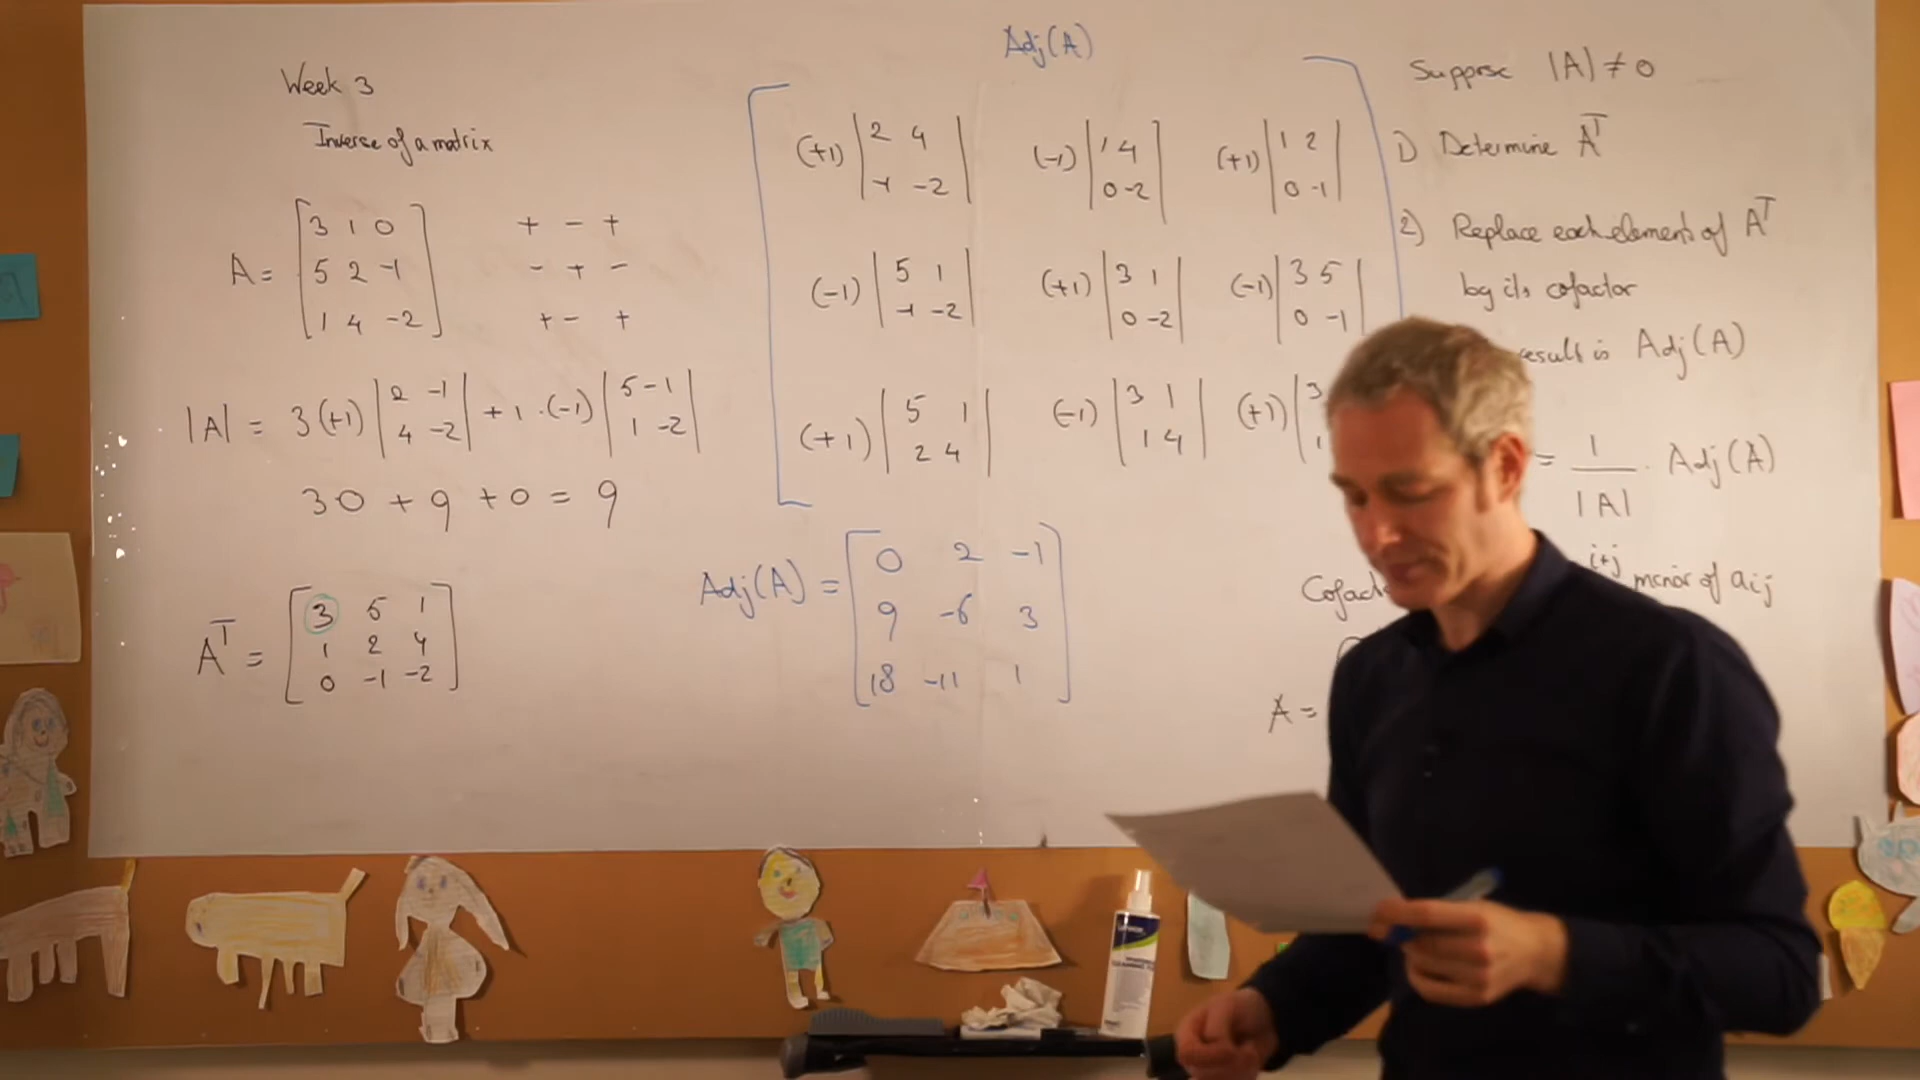 Week 3
Inverse of a matrix
A = [3 1 0
5 2 -1
1 4 -2]
+ - +
- + -
+ - +
|A| = 3 (+1) |2 -1
4 -2| + 1 · (-1) |5 -1
1 -2|
30 + 9 + 0 = 9
A^T = [3 5 1
1 2 4
0 -1 -2]
Adj(A)
(+1) |2 4
-1 -2| (-1) |1 4
0 -2| (+1) |1 2
0 -1|
(-1) |5 1
-1 -2| (+1) |3 1
0 -2| (-1) |3 5
0 -1|
(+1) |5 1
2 4| (-1) |3 1
1 4| (+1) |3
1
Adj(A) = [0 2 -1
9 -6 3
18 -11 1]
Suppose |A| ≠ 0
1) Determine A^T
2) Replace each elements of A^T
by its cofactor
result is Adj(A)
= 1/|A| · Adj(A)
Cofact i+j minor of aij
A =